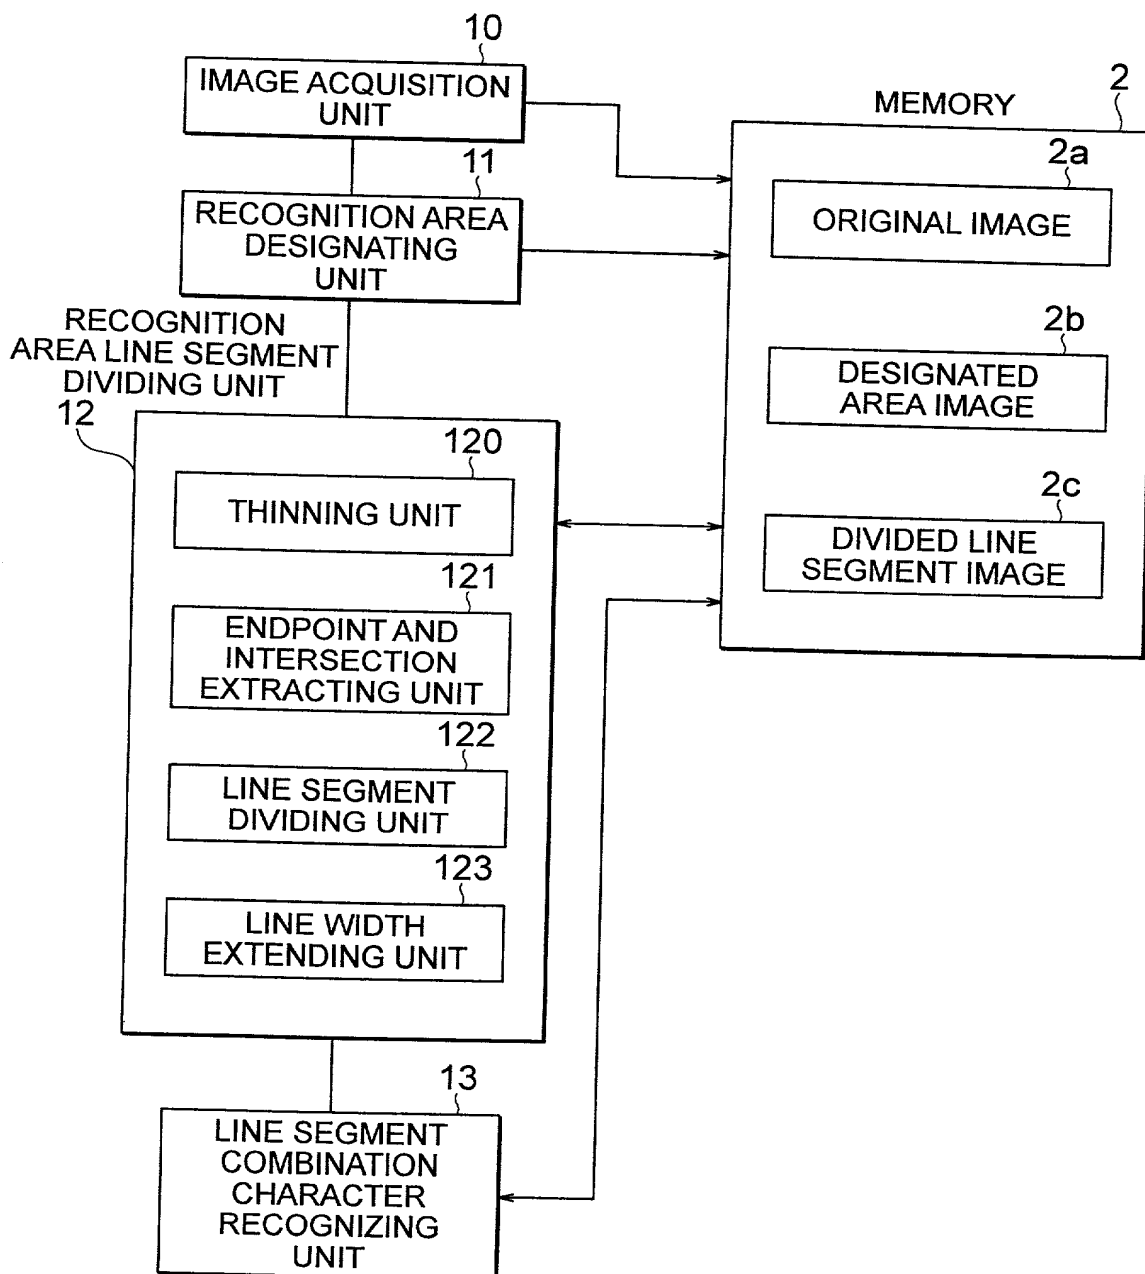 10
IMAGE ACQUISITION
UNIT
11
RECOGNITION AREA
DESIGNATING
UNIT
RECOGNITION
AREA LINE SEGMENT
DIVIDING UNIT
12
120
THINNING UNIT
121
ENDPOINT AND
INTERSECTION
EXTRACTING UNIT
122
LINE SEGMENT
DIVIDING UNIT
123
LINE WIDTH
EXTENDING UNIT
13
LINE SEGMENT
COMBINATION
CHARACTER
RECOGNIZING
UNIT
2
MEMORY
2a
ORIGINAL IMAGE
2b
DESIGNATED
AREA IMAGE
2c
DIVIDED LINE
SEGMENT IMAGE